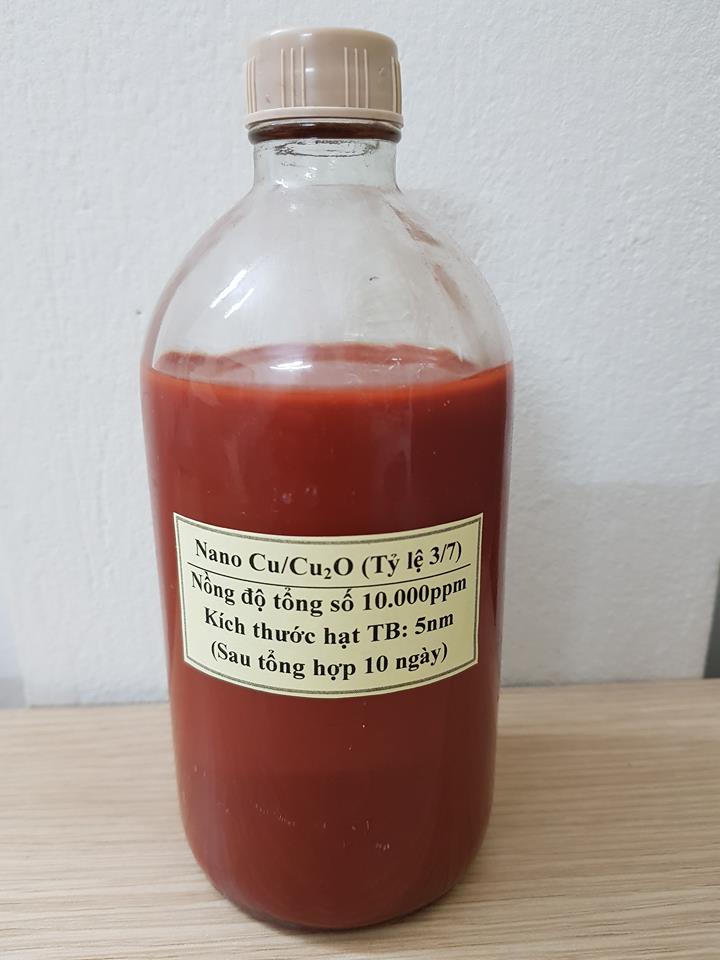 Nano Cu/Cu₂O (Tỷ lệ 3/7)
Nồng độ tổng số 10.000ppm
Kích thước hạt TB: 5nm
(Sau tổng hợp 10 ngày)